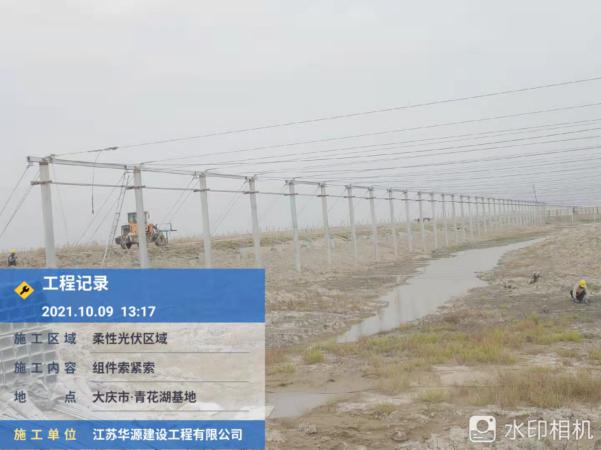 工程记录
2021.10.09 13:17
施工区域 柔性光伏区域
施工内容 组件索紧索
地点 大庆市·青花湖基地
施工单位 江苏华源建设工程有限公司
水印相机